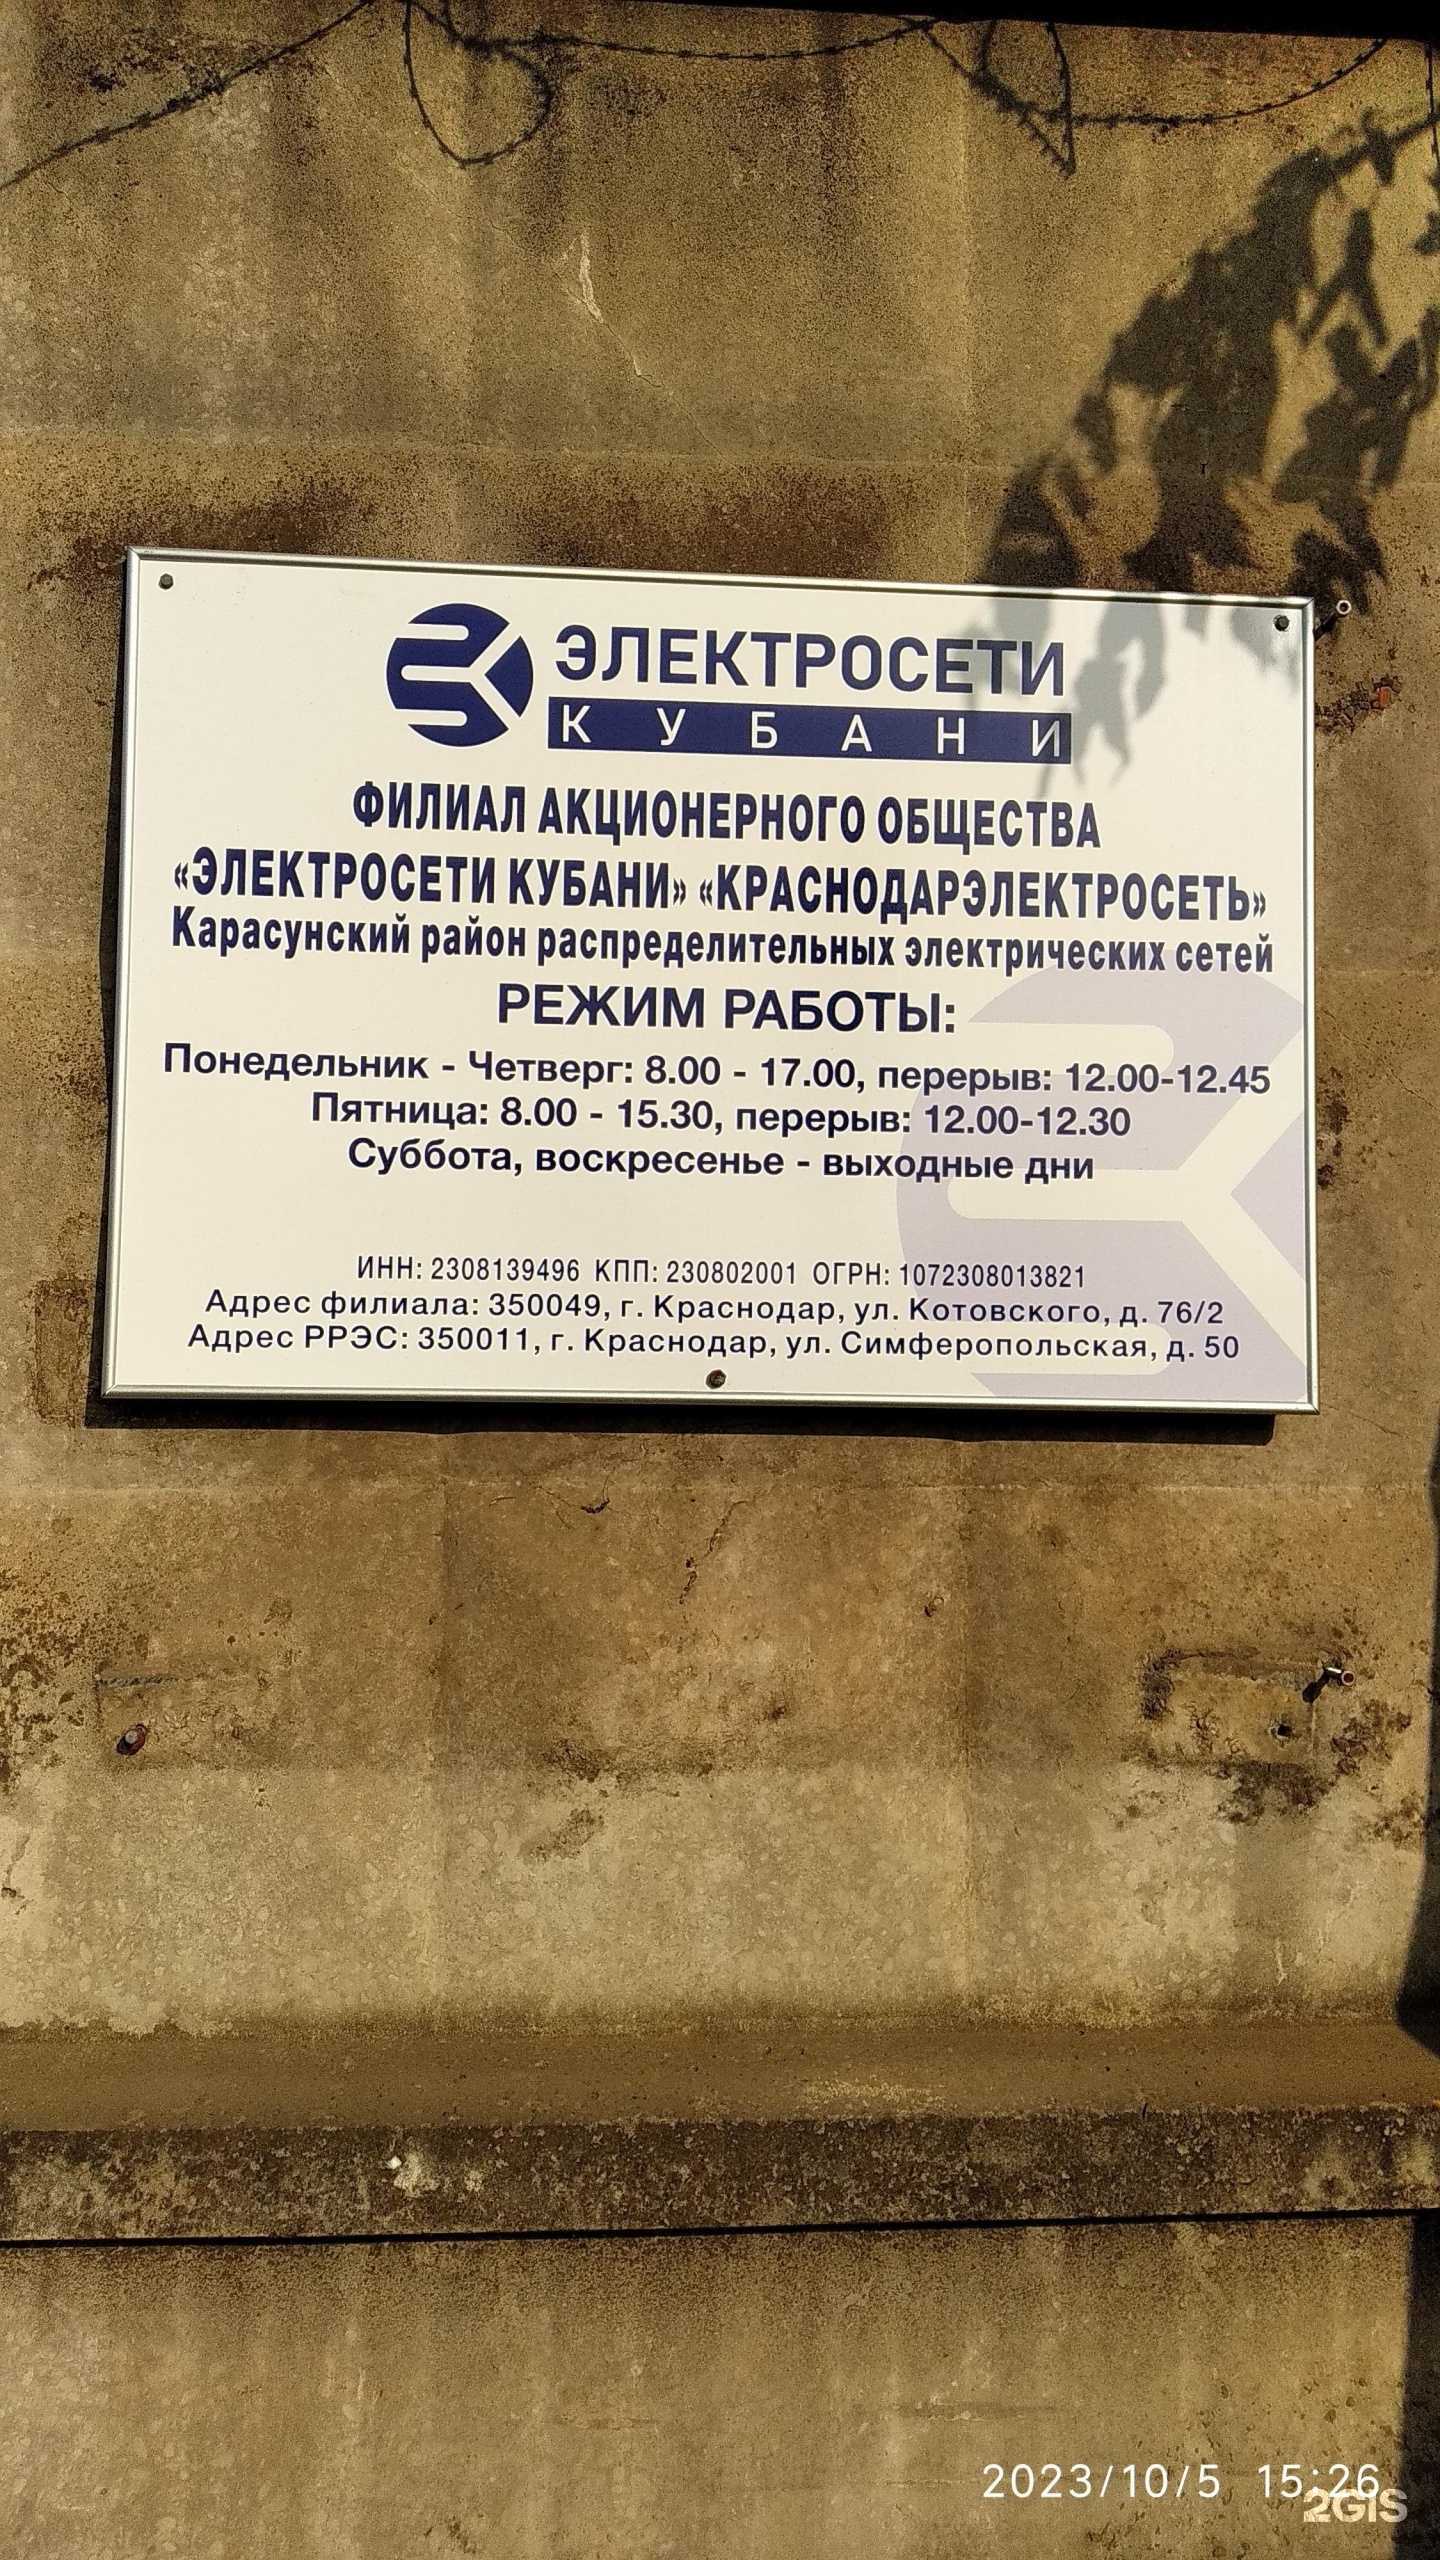 ЭЛЕКТРОСЕТИ
КУБАНИ
ФИЛИАЛ АКЦИОНЕРНОГО ОБЩЕСТВА
«ЭЛЕКТРОСЕТИ КУБАНИ» «КРАСНОДАРЭЛЕКТРОСЕТЬ»
Карасунский район распределительных электрических сетей
РЕЖИМ РАБОТЫ:
Понедельник - Четверг: 8.00 - 17.00, перерыв: 12.00-12.45
Пятница: 8.00 - 15.30, перерыв: 12.00-12.30
Суббота, воскресенье - выходные дни
ИНН: 2308139496 КПП: 230802001 ОГРН: 1072308013821
Адрес филиала: 350049, г. Краснодар, ул. Котовского, д. 76/2
Адрес РРЭС: 350011, г. Краснодар, ул. Симферопольская, д. 50
2023/10/5 15:26
2GIS